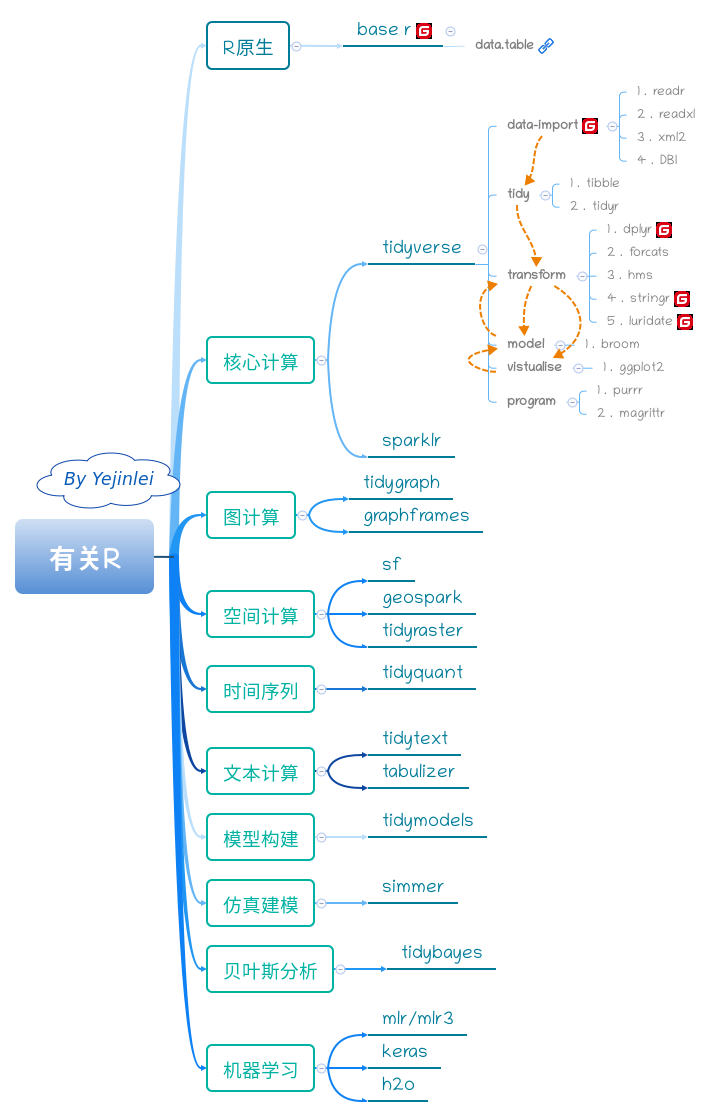 R原生
base r
data.table
核心计算
tidyverse
data-import
1. readr
2. readxl
3. xml2
4. DBI
tidy
1. tibble
2. tidyr
transform
1. dplyr
2. forcats
3. hms
4. stringr
5. luridate
model
1. broom
vistualise
1. ggplot2
program
1. purrr
2. magrittr
sparklr
By Yejinlei
有关R
图计算
tidygraph
graphframes
空间计算
sf
geospark
tidyraster
时间序列
tidyquant
文本计算
tidytext
tabulizer
模型构建
tidymodels
仿真建模
simmer
贝叶斯分析
tidybayes
机器学习
mlr/mlr3
keras
h2o